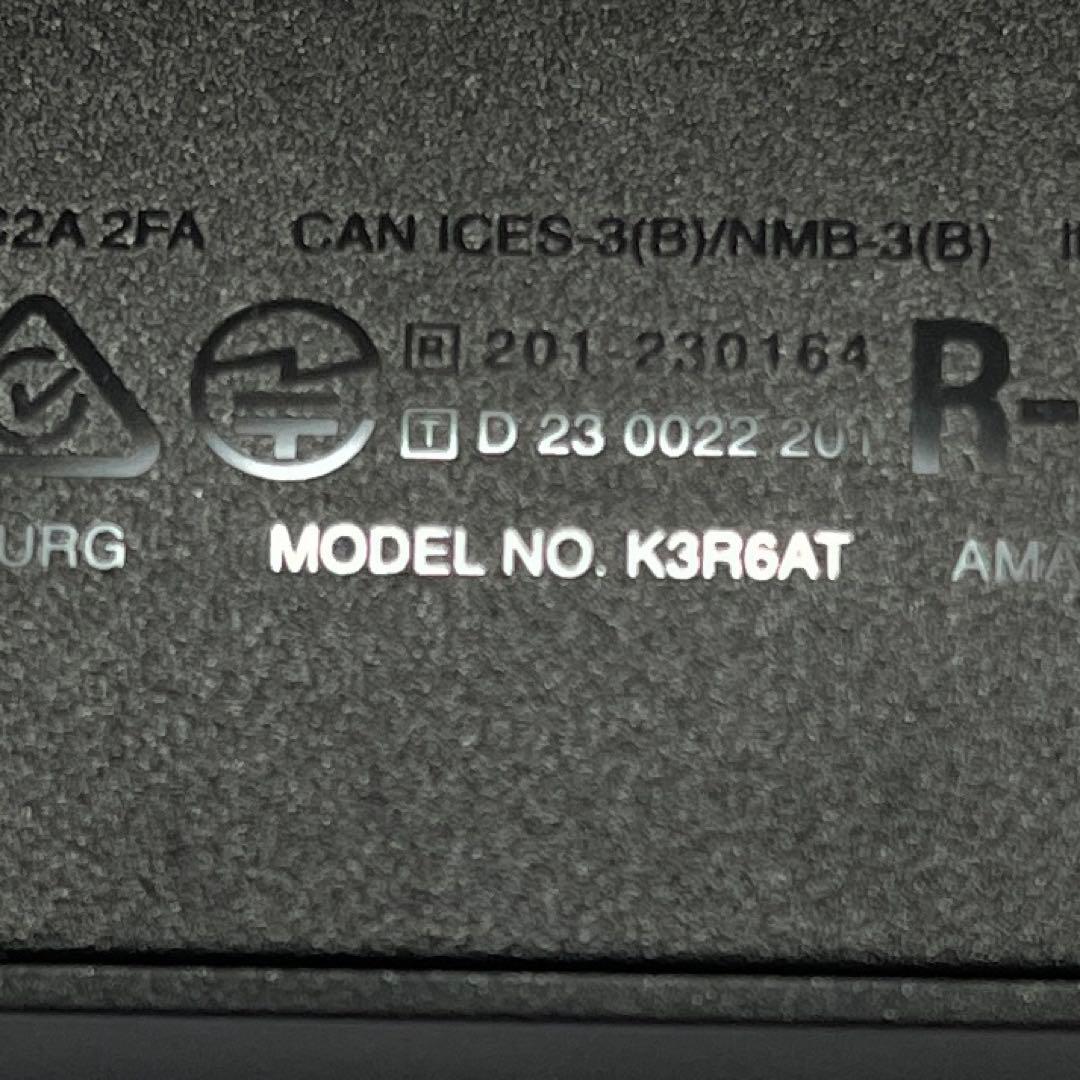 C2A 2FA CAN ICES-3(B)/NMB-3(B)
R 201-230164
T D 23 0022 201
R-
URG MODEL NO. K3R6AT AMA